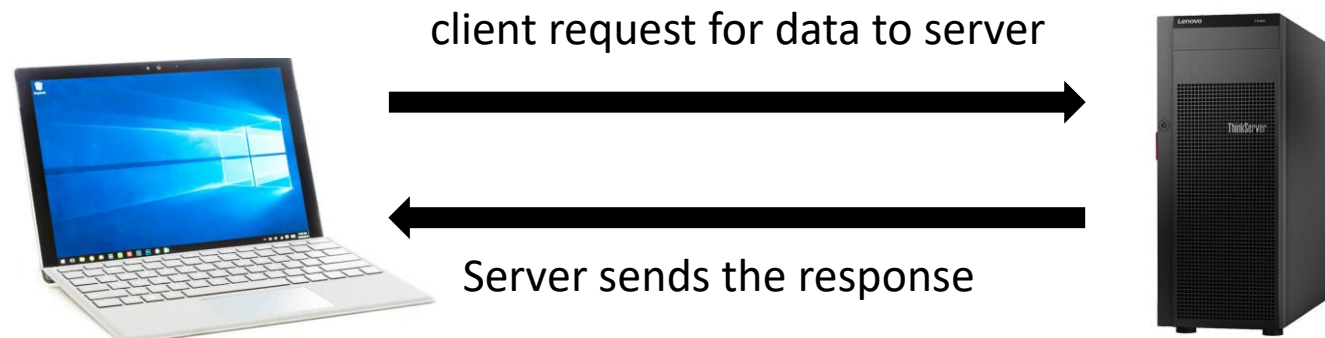 client request for data to server
Lenovo
ThinkServer
Server sends the response